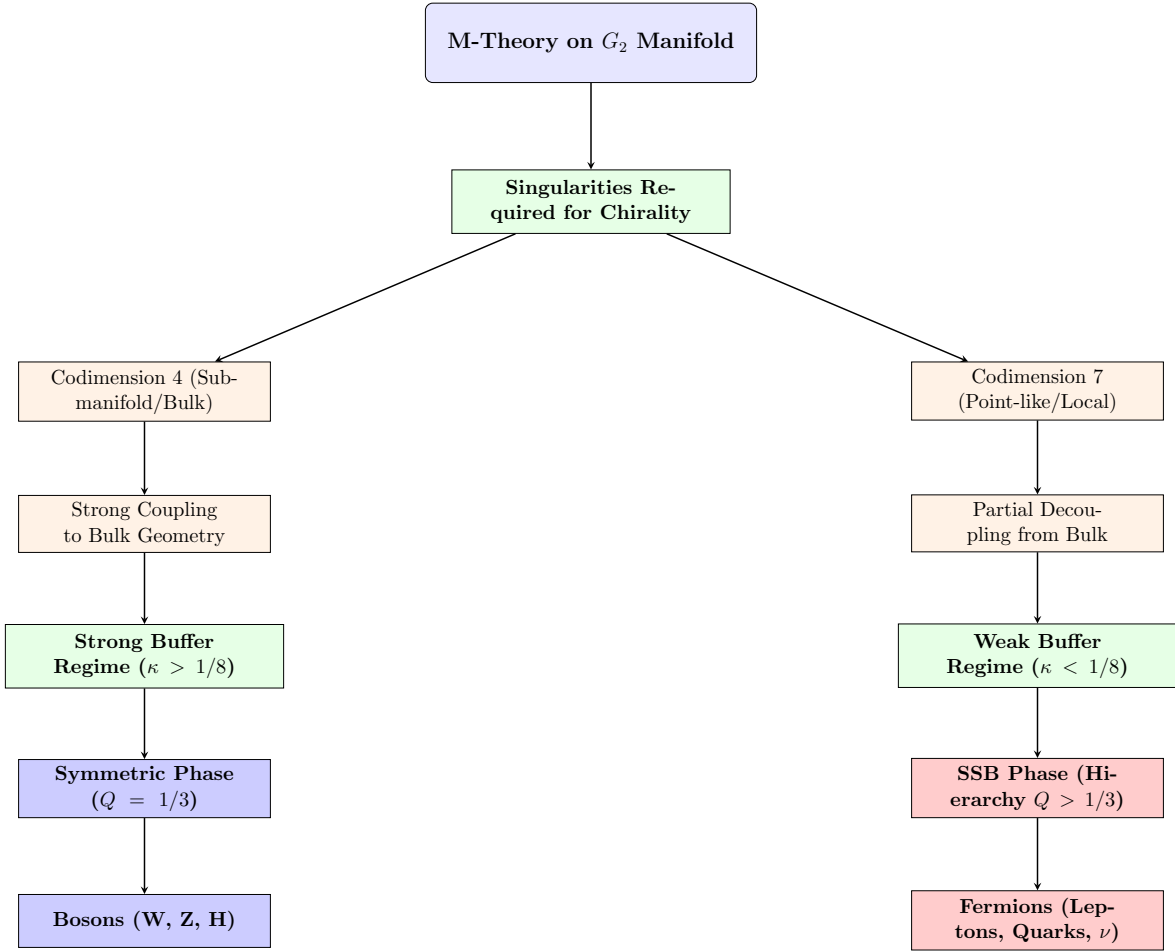 M-Theory on G₂ Manifold
Singularities Re-
quired for Chirality
Codimension 4 (Sub-
manifold/Bulk)
Codimension 7
(Point-like/Local)
Strong Coupling
to Bulk Geometry
Partial Decou-
pling from Bulk
Strong Buffer
Regime (κ > 1/8)
Weak Buffer
Regime (κ < 1/8)
Symmetric Phase
(Q = 1/3)
SSB Phase (Hi-
erarchy Q > 1/3)
Bosons (W, Z, H)
Fermions (Lep-
tons, Quarks, ν)